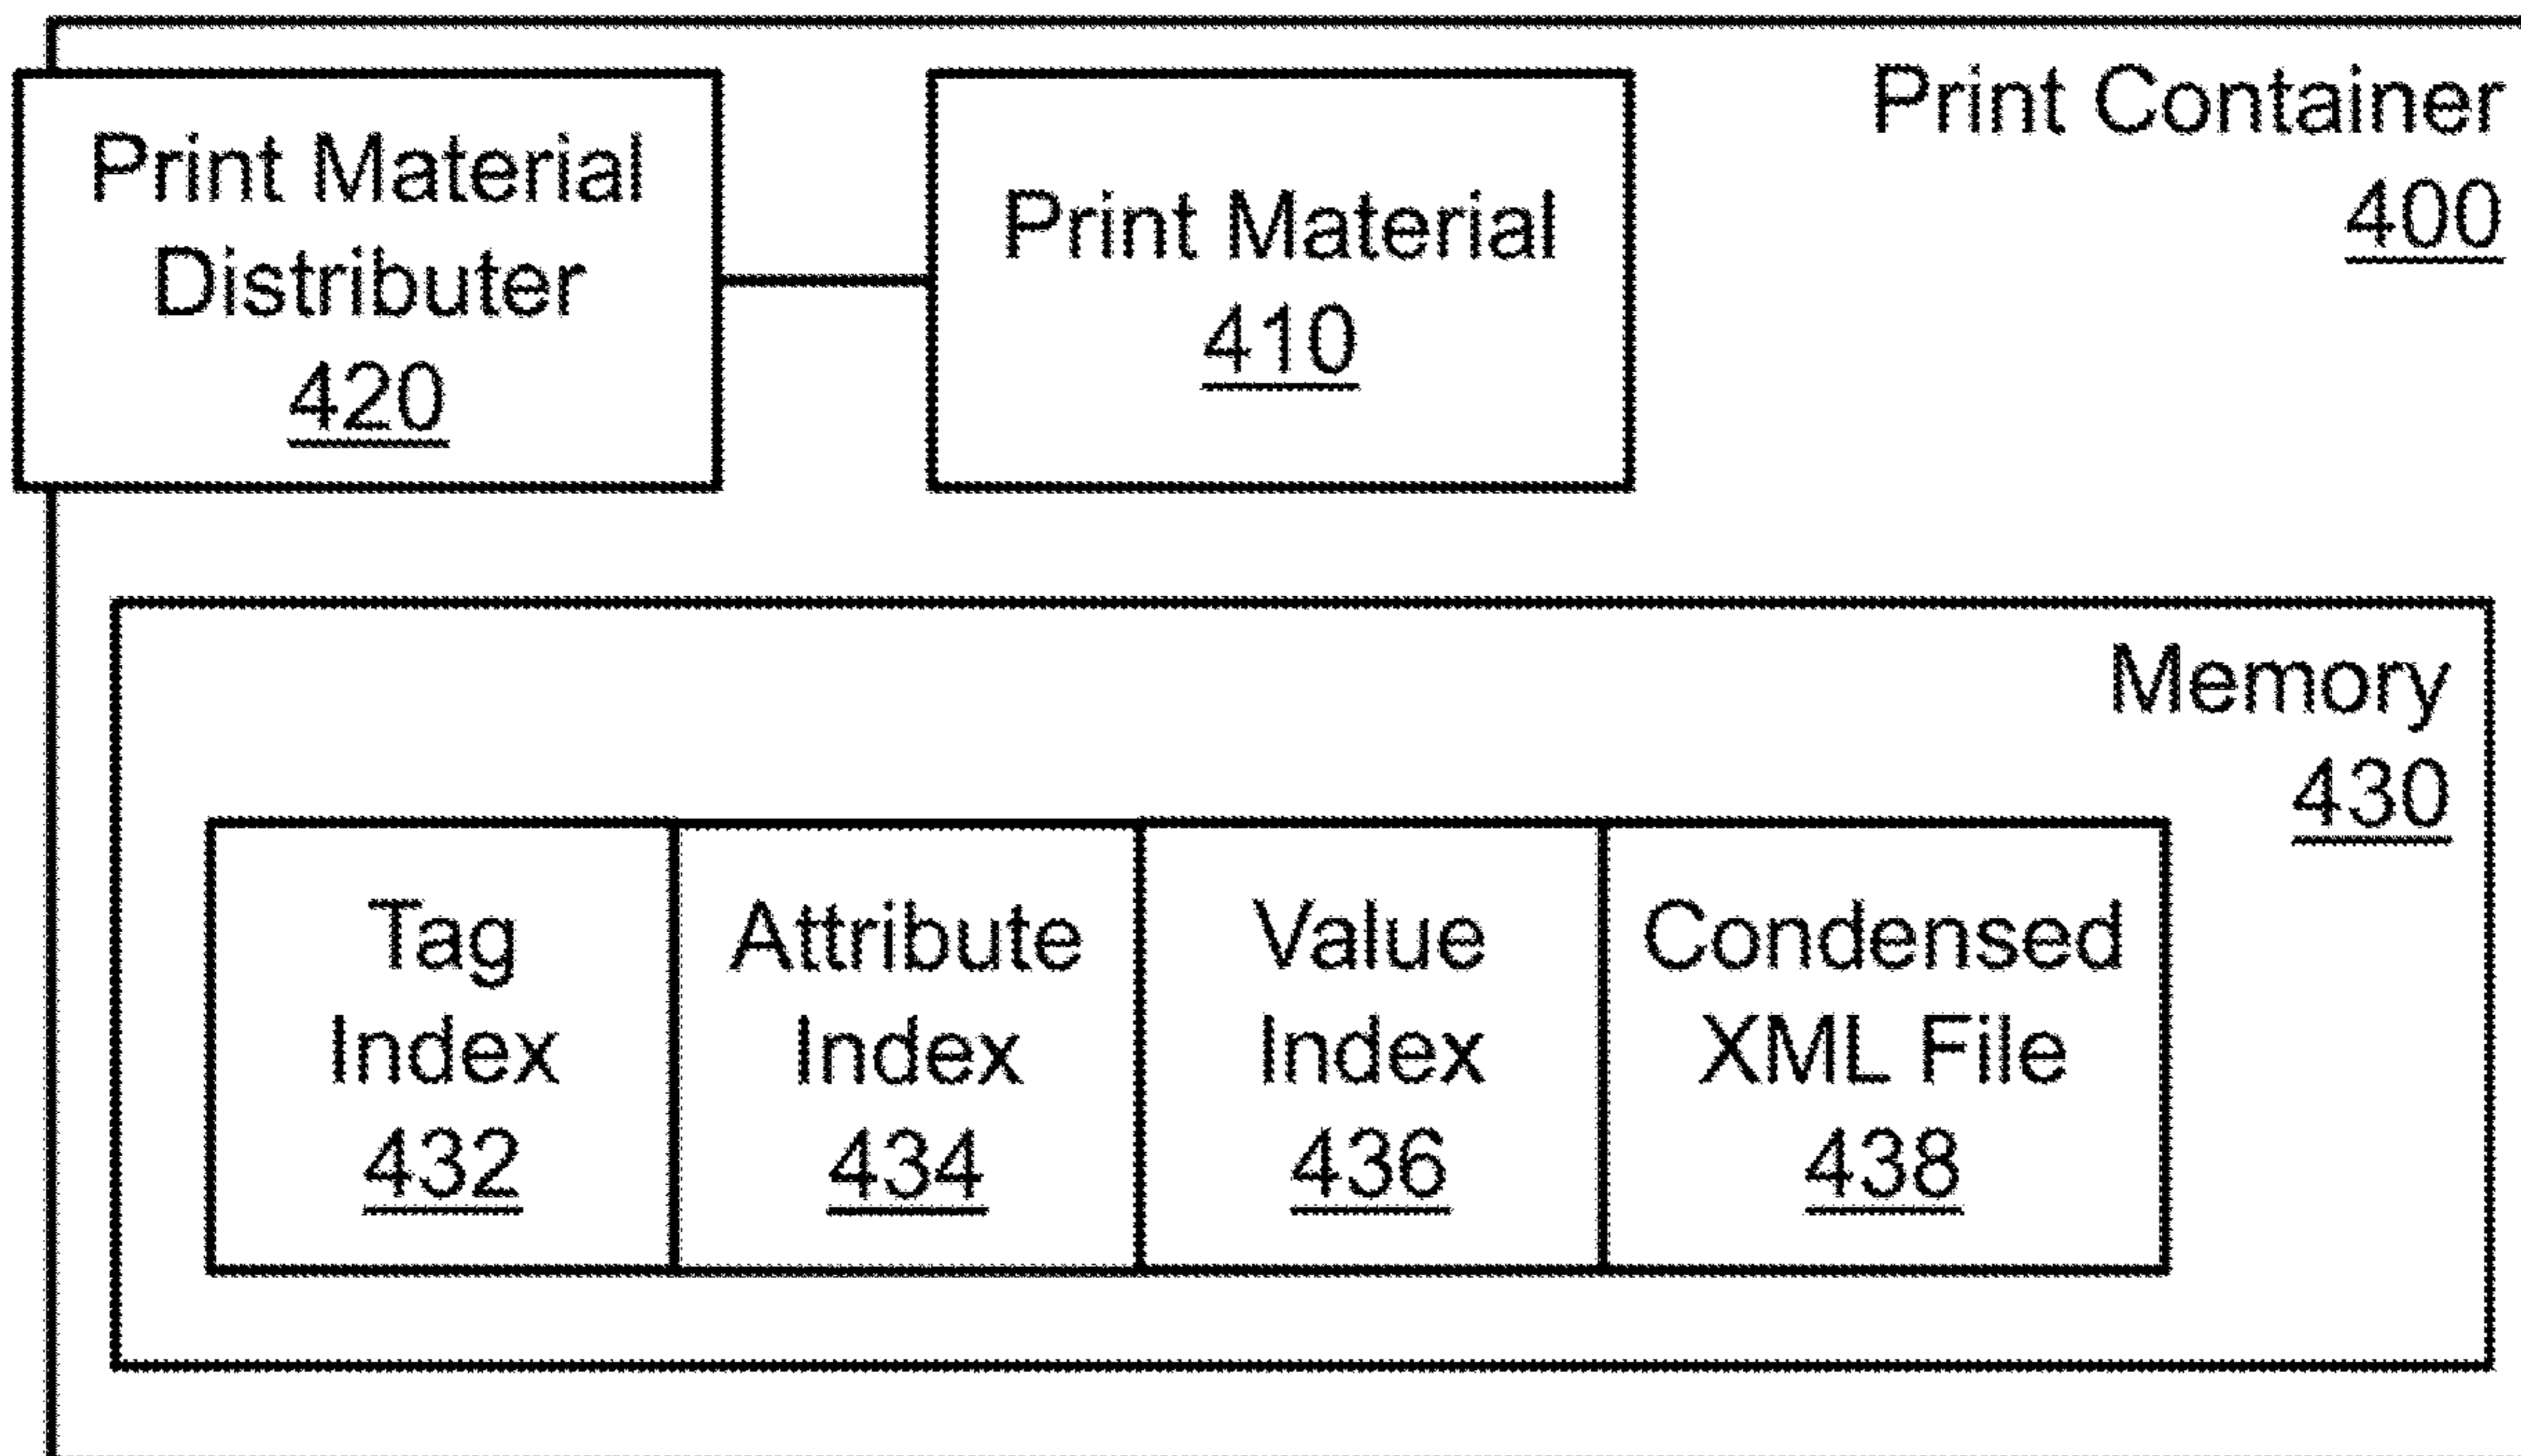 Print Material
Distributer
420
Print Material
410
Print Container
400
Memory
430
Tag
Index
432
Attribute
Index
434
Value
Index
436
Condensed
XML File
438